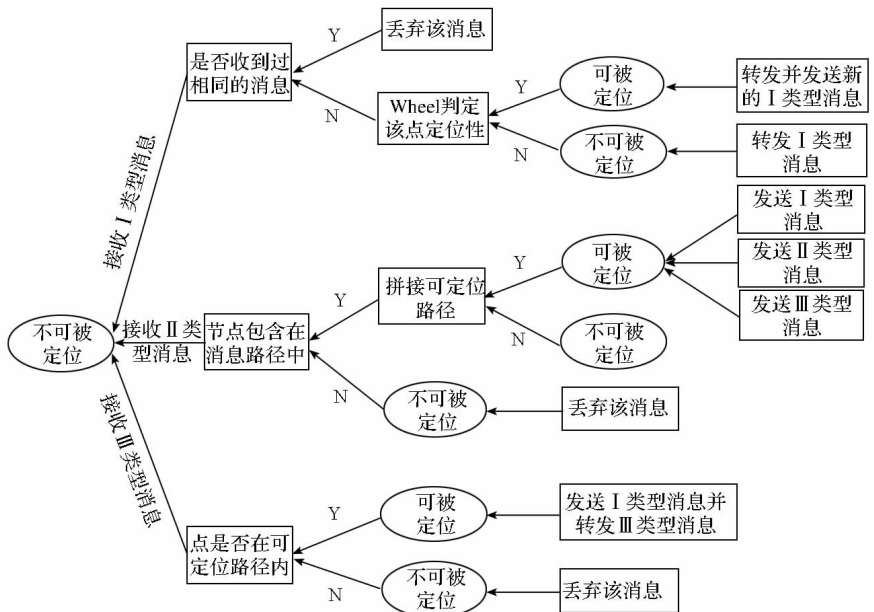 Y
丢弃该消息
是否收到过
相同的消息
N
Wheel判定
该点定位性
Y
可被
定位
转发并发送新
的Ⅰ类型消息
N
不可被
定位
转发Ⅰ类型
消息
接收Ⅰ类型消息
发送Ⅰ类型
消息
发送Ⅱ类型
消息
发送Ⅲ类型
消息
可被
定位
Y
拼接可定位
路径
N
不可被
定位
Y
不可被
定位
接收Ⅱ类
型消息
节点包含在
消息路径中
N
不可被
定位
丢弃该消息
接收Ⅲ类型消息
点是否在可
定位路径内
Y
可被
定位
发送Ⅰ类型消息并
转发Ⅲ类型消息
N
不可被
定位
丢弃该消息